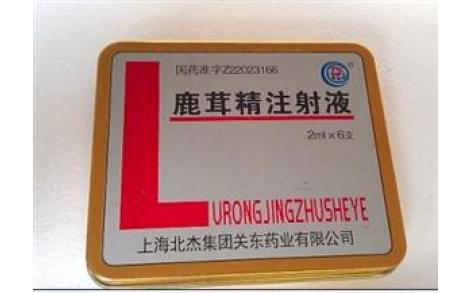 国药准字Z22023166
鹿茸精注射液
2ml×6支
LURONGJINGZHUSHEYE
上海北杰集团关东药业有限公司